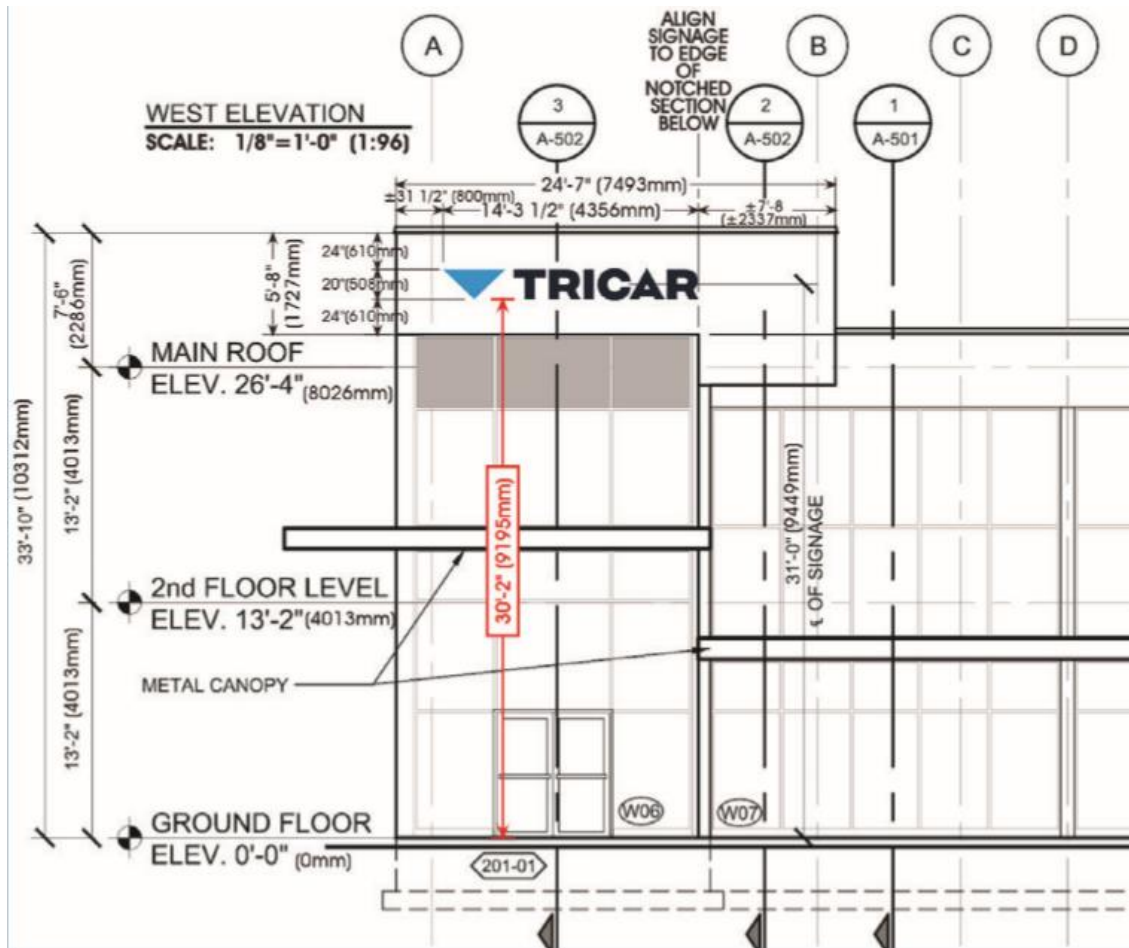 A
ALIGN
SIGNAGE
TO EDGE
OF
NOTCHED
SECTION
BELOW
B
C
D
WEST ELEVATION
SCALE: 1/8"=1'-0" (1:96)
3
A-502
2
A-502
1
A-501
24'-7" (7493mm)
±31 1/2" (800mm)
14'-3 1/2" (4356mm)
±7'-8
(±2337mm)
24"(610mm)
20"(508mm)
24"(610mm)
5'-8"
(1727mm)
7'-6"
(2286mm)
TRICAR
MAIN ROOF
ELEV. 26'-4" (8026mm)
33'-10" (10312mm)
13'-2" (4013mm)
30'-2" (9195mm)
31'-0" (9449mm)
℄ OF SIGNAGE
2nd FLOOR LEVEL
ELEV. 13'-2" (4013mm)
METAL CANOPY
13'-2" (4013mm)
W06
W07
GROUND FLOOR
ELEV. 0'-0" (0mm)
201-01